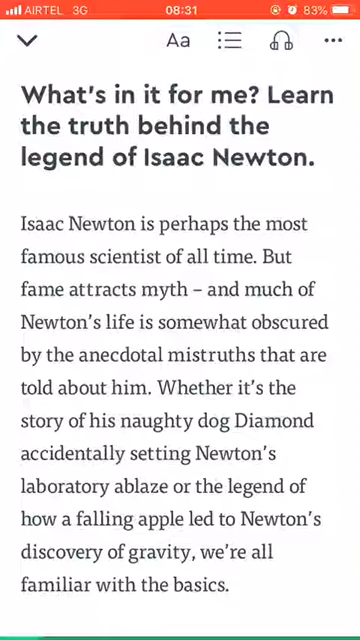 AIRTEL 3G 08:31 83%
Aa
What's in it for me? Learn
the truth behind the
legend of Isaac Newton.
Isaac Newton is perhaps the most
famous scientist of all time. But
fame attracts myth – and much of
Newton's life is somewhat obscured
by the anecdotal mistruths that are
told about him. Whether it's the
story of his naughty dog Diamond
accidentally setting Newton's
laboratory ablaze or the legend of
how a falling apple led to Newton's
discovery of gravity, we're all
familiar with the basics.